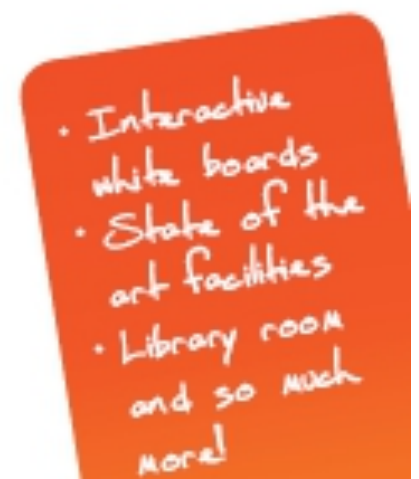 • Interactive
white boards
• State of the
art facilities
• Library room
and so much
more!